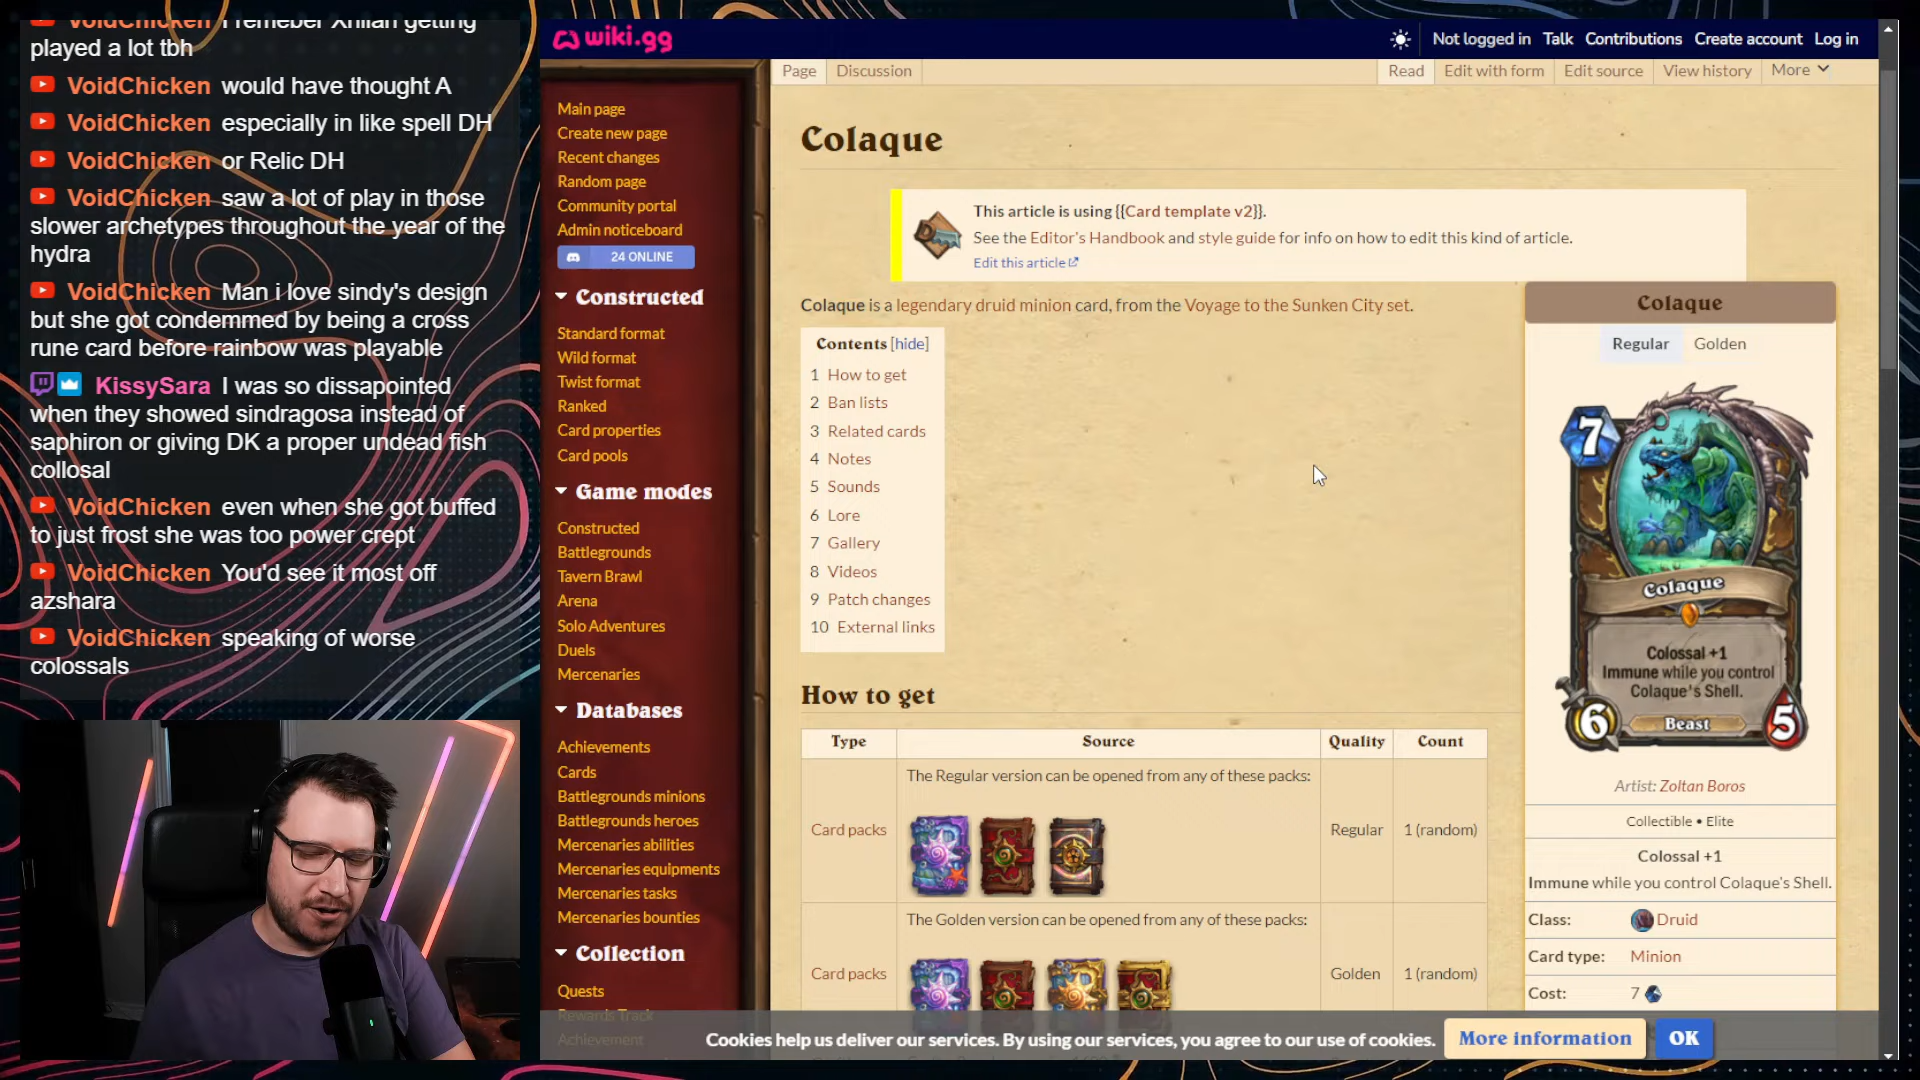 VoidChicken I remeber Xhilah getting
played a lot tbh
VoidChicken would have thought A
VoidChicken especially in like spell DH
VoidChicken or Relic DH
VoidChicken saw a lot of play in those
slower archetypes throughout the year of the
hydra
VoidChicken Man i love sindy's design
but she got condemmed by being a cross
rune card before rainbow was playable
KissySara I was so dissapointed
when they showed sindragosa instead of
saphiron or giving DK a proper undead fish
collosal
VoidChicken even when she got buffed
to just frost she was too power crept
VoidChicken You'd see it most off
azshara
VoidChicken speaking of worse
colossals
wiki.gg
Not logged in Talk Contributions Create account Log in
Page Discussion
Read Edit with form Edit source View history More
Main page
Create new page
Recent changes
Random page
Community portal
Admin noticeboard
24 ONLINE
Constructed
Standard format
Wild format
Twist format
Ranked
Card properties
Card pools
Game modes
Constructed
Battlegrounds
Tavern Brawl
Arena
Solo Adventures
Duels
Mercenaries
Databases
Achievements
Cards
Battlegrounds minions
Battlegrounds heroes
Mercenaries abilities
Mercenaries equipments
Mercenaries tasks
Mercenaries bounties
Collection
Quests
Rewards Track
Achievement
Colaque
This article is using {{Card template v2}}.
See the Editor's Handbook and style guide for info on how to edit this kind of article.
Edit this article
Colaque is a legendary druid minion card, from the Voyage to the Sunken City set.
Contents [hide]
1 How to get
2 Ban lists
3 Related cards
4 Notes
5 Sounds
6 Lore
7 Gallery
8 Videos
9 Patch changes
10 External links
How to get
Type Source Quality Count
The Regular version can be opened from any of these packs:
Card packs Regular 1 (random)
The Golden version can be opened from any of these packs:
Card packs Golden 1 (random)
Colaque
Regular Golden
7
Colaque
Colossal +1
Immune while you control
Colaque's Shell.
6 Beast 5
Artist: Zoltan Boros
Collectible • Elite
Colossal +1
Immune while you control Colaque's Shell.
Class: Druid
Card type: Minion
Cost: 7
Cookies help us deliver our services. By using our services, you agree to our use of cookies. More information OK